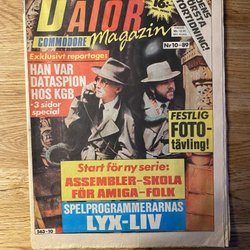 DATOR
16:-
COMMODORE
Magazin
Nr 10-89
Exklusivt reportage:
HAN VAR
DATASPION
HOS KGB
- 3 sidor
special
FESTLIG
FOTO-
tävling!
Start för ny serie:
ASSEMBLER-SKOLA
FÖR AMIGA-FOLK
SPELPROGRAMMERARNAS
LYX-LIV